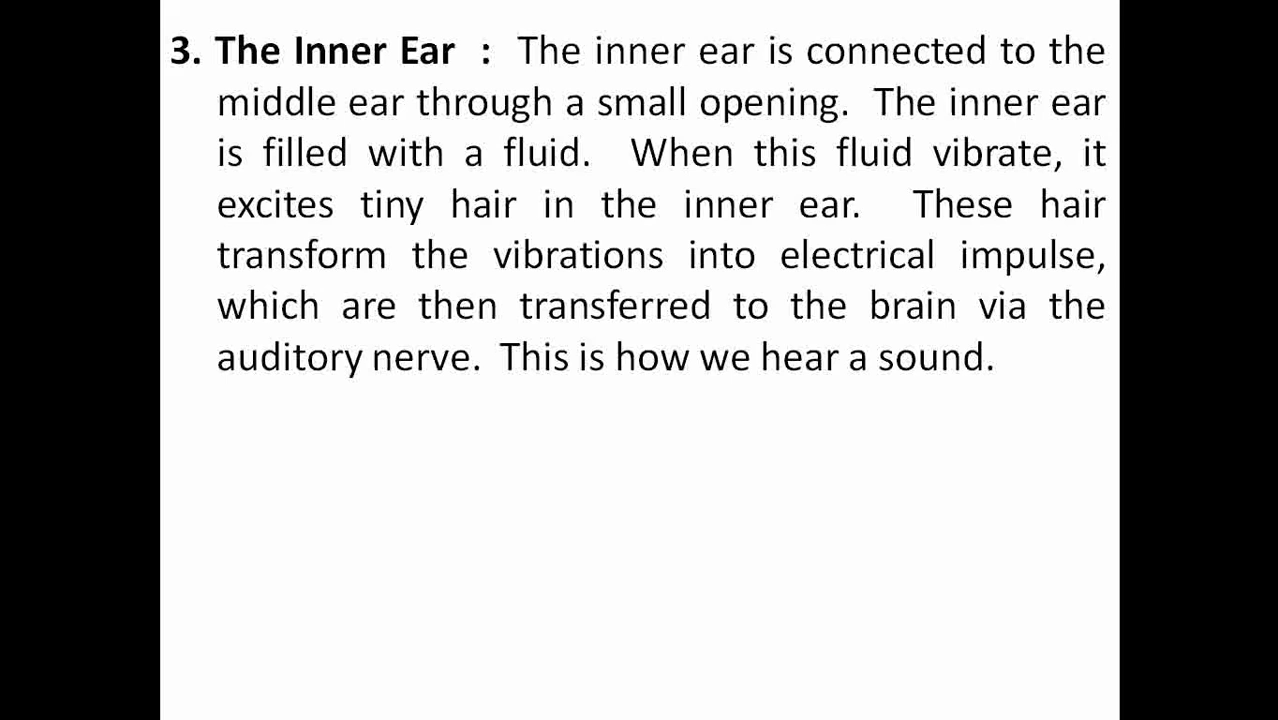 3. The Inner Ear : The inner ear is connected to the
middle ear through a small opening. The inner ear
is filled with a fluid. When this fluid vibrate, it
excites tiny hair in the inner ear. These hair
transform the vibrations into electrical impulse,
which are then transferred to the brain via the
auditory nerve. This is how we hear a sound.